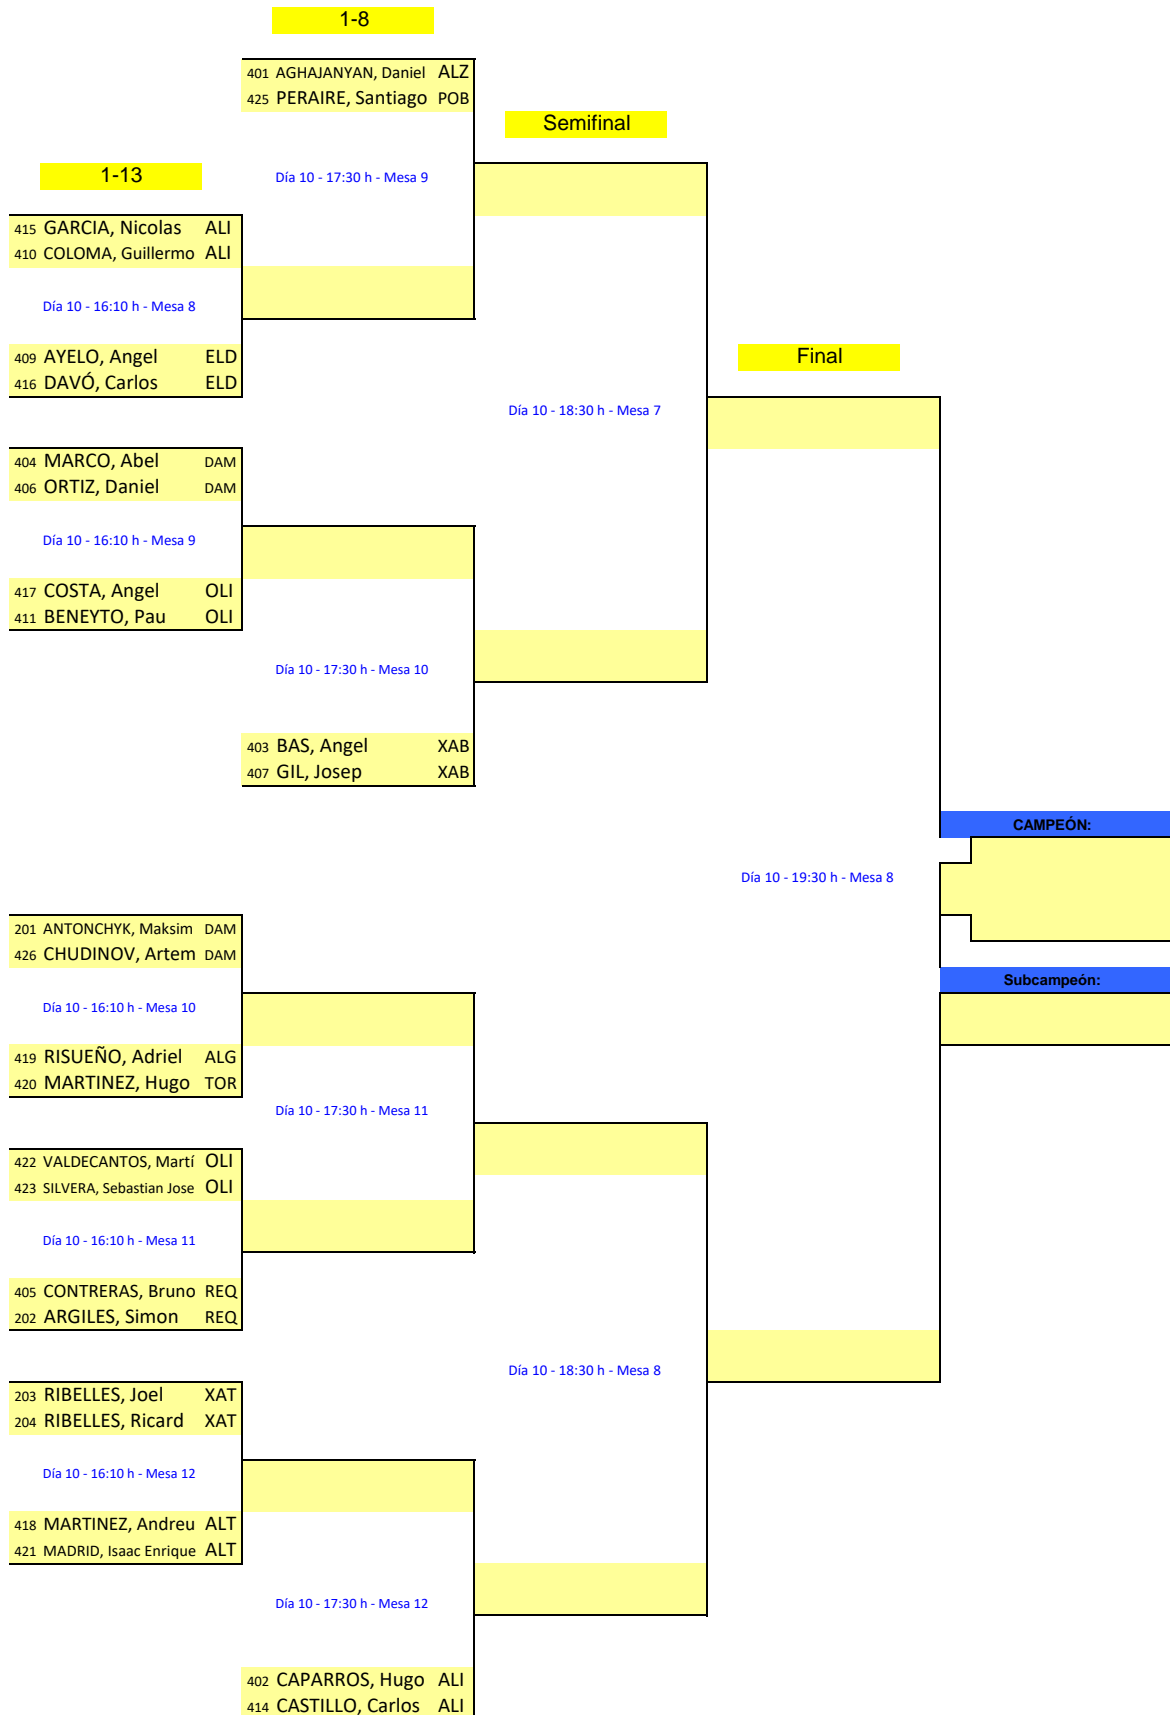 1-8
401 AGHAJANYAN, Daniel ALZ
425 PERAIRE, Santiago POB
Semifinal
1-13
Día 10 - 17:30 h - Mesa 9
415 GARCIA, Nicolas ALI
410 COLOMA, Guillermo ALI
Día 10 - 16:10 h - Mesa 8
409 AYELO, Angel ELD
416 DAVÓ, Carlos ELD
Final
Día 10 - 18:30 h - Mesa 7
404 MARCO, Abel DAM
406 ORTIZ, Daniel DAM
Día 10 - 16:10 h - Mesa 9
417 COSTA, Angel OLI
411 BENEYTO, Pau OLI
Día 10 - 17:30 h - Mesa 10
403 BAS, Angel XAB
407 GIL, Josep XAB
CAMPEÓN:
Día 10 - 19:30 h - Mesa 8
201 ANTONCHYK, Maksim DAM
426 CHUDINOV, Artem DAM
Subcampeón:
Día 10 - 16:10 h - Mesa 10
419 RISUEÑO, Adriel ALG
420 MARTINEZ, Hugo TOR
Día 10 - 17:30 h - Mesa 11
422 VALDECANTOS, Martí OLI
423 SILVERA, Sebastian Jose OLI
Día 10 - 16:10 h - Mesa 11
405 CONTRERAS, Bruno REQ
202 ARGILES, Simon REQ
Día 10 - 18:30 h - Mesa 8
203 RIBELLES, Joel XAT
204 RIBELLES, Ricard XAT
Día 10 - 16:10 h - Mesa 12
418 MARTINEZ, Andreu ALT
421 MADRID, Isaac Enrique ALT
Día 10 - 17:30 h - Mesa 12
402 CAPARROS, Hugo ALI
414 CASTILLO, Carlos ALI